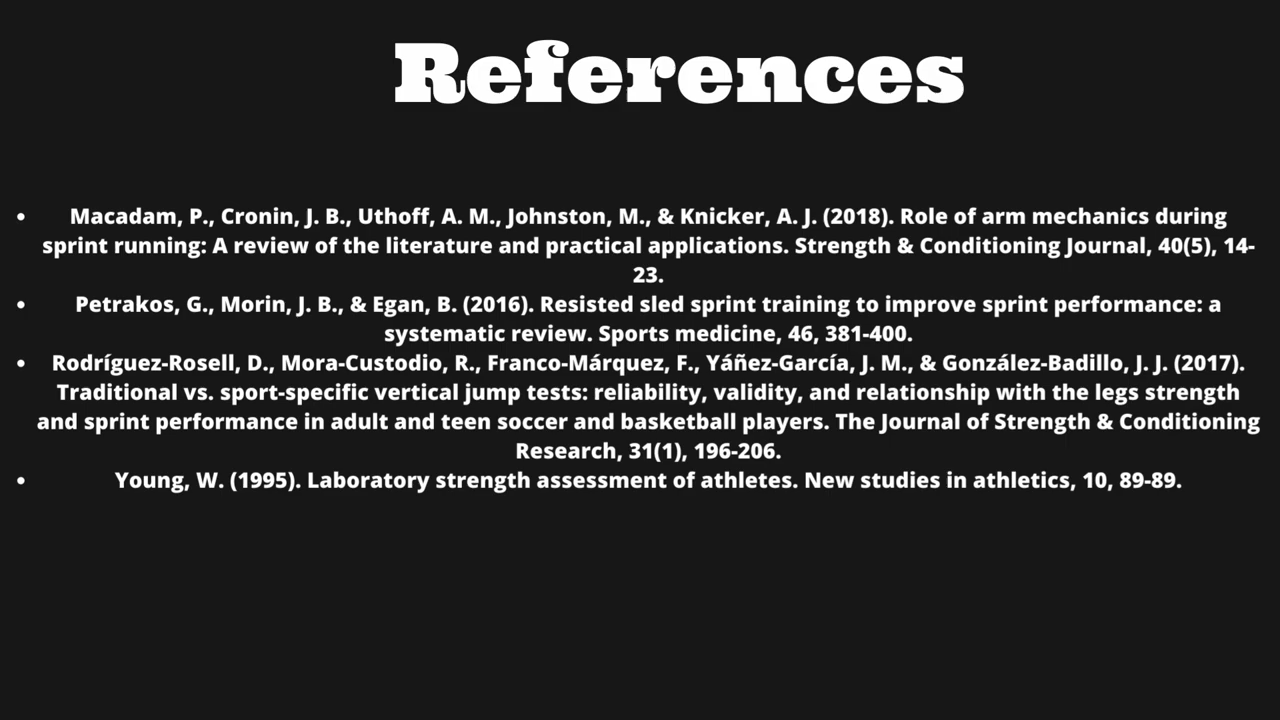 References
• Macadam, P., Cronin, J. B., Uthoff, A. M., Johnston, M., & Knicker, A. J. (2018). Role of arm mechanics during
sprint running: A review of the literature and practical applications. Strength & Conditioning Journal, 40(5), 14-
23.
• Petrakos, G., Morin, J. B., & Egan, B. (2016). Resisted sled sprint training to improve sprint performance: a
systematic review. Sports medicine, 46, 381-400.
• Rodríguez-Rosell, D., Mora-Custodio, R., Franco-Márquez, F., Yáñez-García, J. M., & González-Badillo, J. J. (2017).
Traditional vs. sport-specific vertical jump tests: reliability, validity, and relationship with the legs strength
and sprint performance in adult and teen soccer and basketball players. The Journal of Strength & Conditioning
Research, 31(1), 196-206.
• Young, W. (1995). Laboratory strength assessment of athletes. New studies in athletics, 10, 89-89.